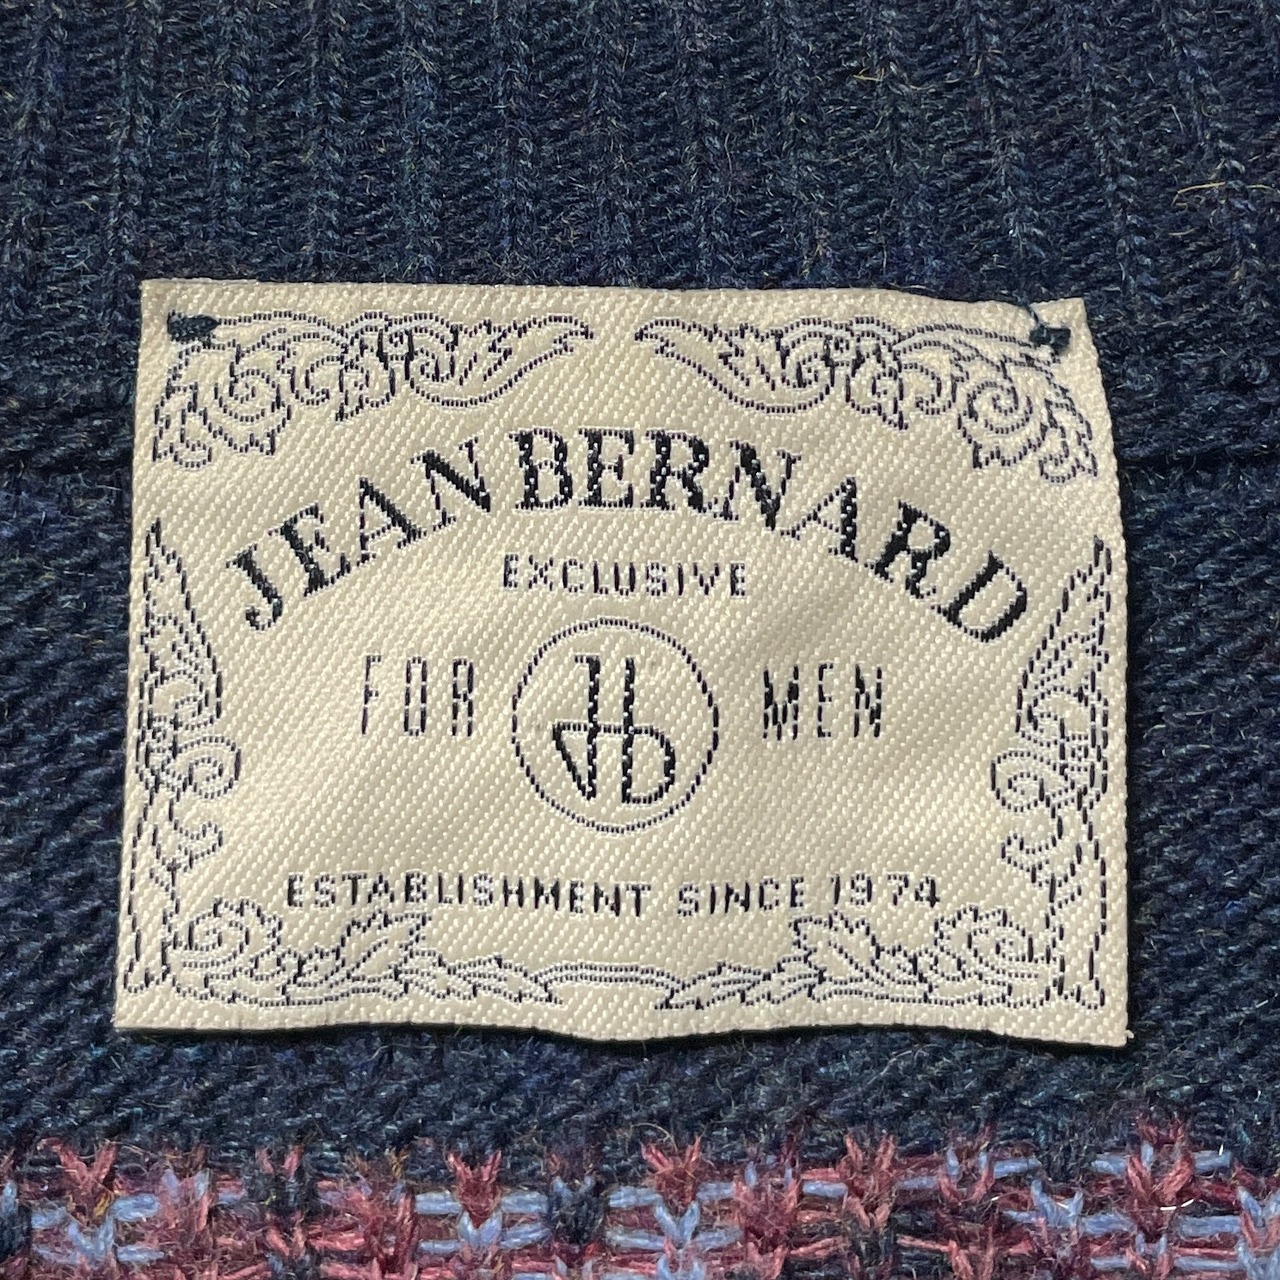 JEAN BERNARD
EXCLUSIVE
FOR MEN
ESTABLISHMENT SINCE 1974